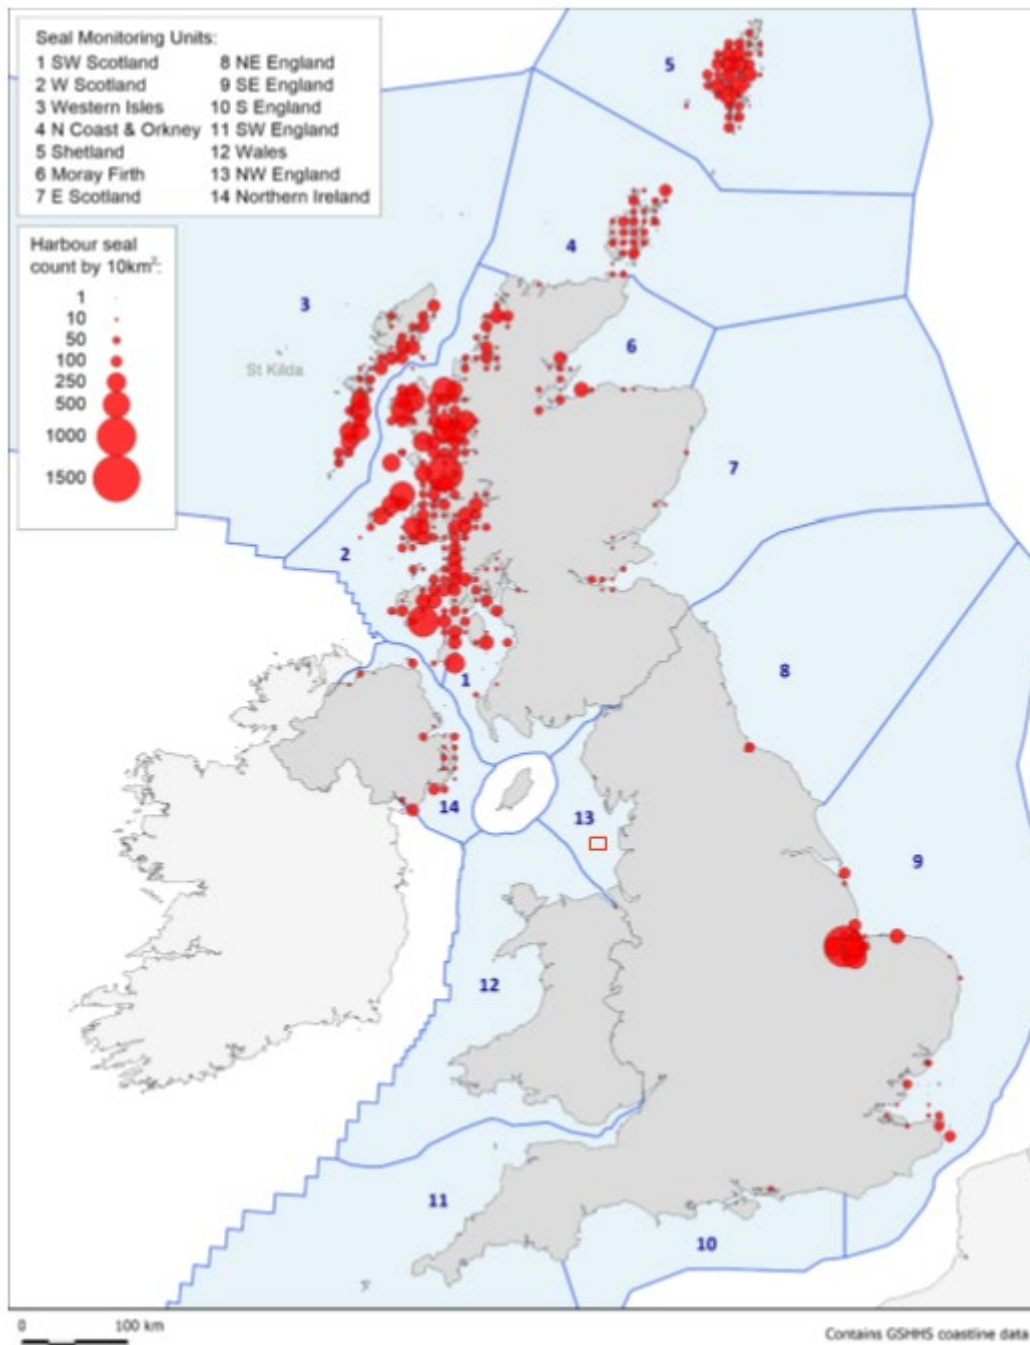 Seal Monitoring Units:
1 SW Scotland 8 NE England
2 W Scotland 9 SE England
3 Western Isles 10 S England
4 N Coast & Orkney 11 SW England
5 Shetland 12 Wales
6 Moray Firth 13 NW England
7 E Scotland 14 Northern Ireland
Harbour seal
count by 10km²:
1
10
50
100
250
500
1000
1500
5
4
3
6
St Kilda
7
2
8
1
14
13
9
12
11
10
0 100 km
Contains GSHHS coastline data